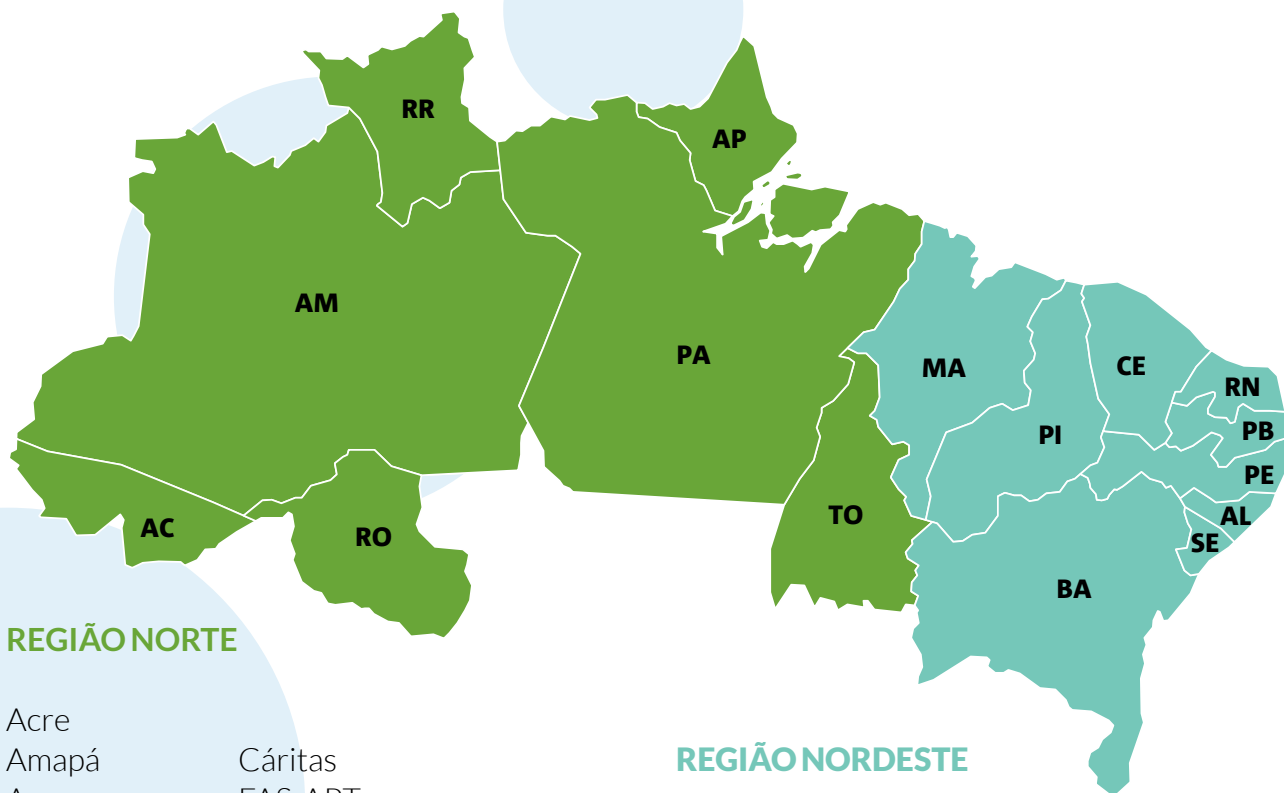 RR
AP
AM
PA
MA
CE
RN
PI
PB
PE
TO
AL
AC
RO
SE
BA
REGIÃO NORTE
Acre
Amapá Cáritas
REGIÃO NORDESTE